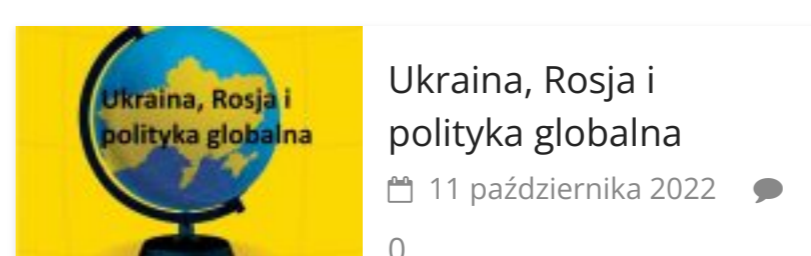 Ukraina, Rosja i
polityka globalna
Ukraina, Rosja i
polityka globalna
11 października 2022
0